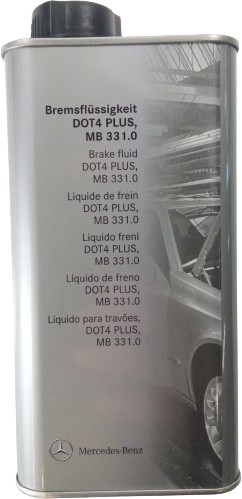 Bremsflüssigkeit
DOT4 PLUS,
MB 331.0
Brake fluid
DOT4 PLUS,
MB 331.0
Liquide de frein
DOT4 PLUS,
MB 331.0
Liquido freni
DOT4 PLUS,
MB 331.0
Líquido de freno
DOT4 PLUS,
MB 331.0
Líquido para travões,
DOT4 PLUS,
MB 331.0
Mercedes-Benz